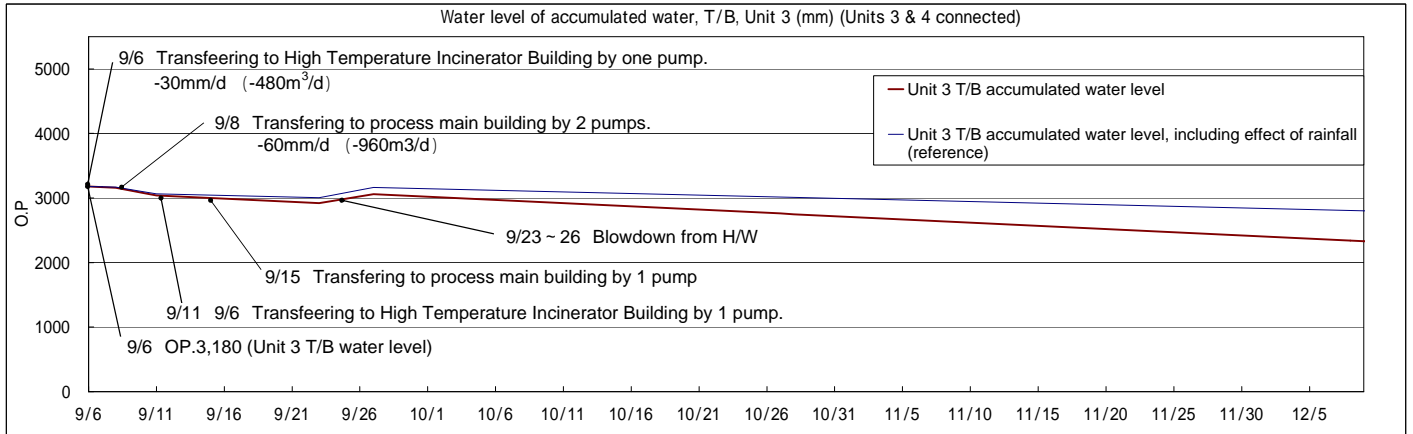 Water level of accumulated water, T/B, Unit 3 (mm) (Units 3 & 4 connected)
9/6 Transfeering to High Temperature Incinerator Building by one pump.
-30mm/d (-480m³/d)
9/8 Transfering to process main building by 2 pumps.
-60mm/d (-960m3/d)
Unit 3 T/B accumulated water level
Unit 3 T/B accumulated water level, including effect of rainfall
(reference)
9/23 ~ 26 Blowdown from H/W
9/15 Transfering to process main building by 1 pump
9/11 9/6 Transfeering to High Temperature Incinerator Building by 1 pump.
9/6 OP.3,180 (Unit 3 T/B water level)
O.P
5000
4000
3000
2000
1000
0
9/6 9/11 9/16 9/21 9/26 10/1 10/6 10/11 10/16 10/21 10/26 10/31 11/5 11/10 11/15 11/20 11/25 11/30 12/5